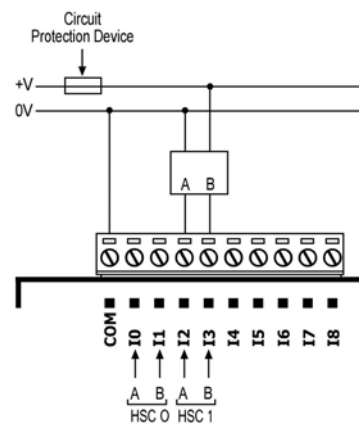 Circuit
Protection Device
+V
0V
A B
COM I0 I1 I2 I3 I4 I5 I6 I7 I8
A B A B
HSC 0 HSC 1